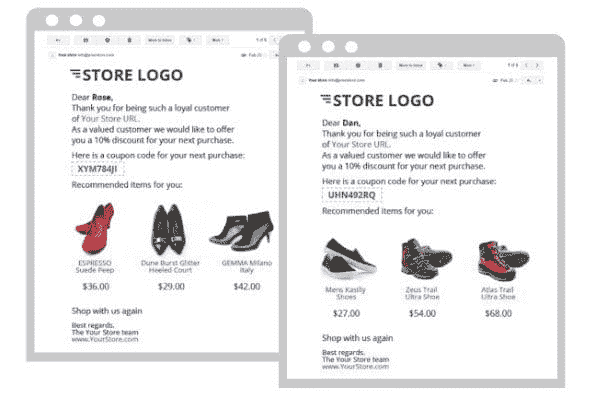 Move to Inbox
More
1 of 5
Your store info@yourstore.com
Feb 25
STORE LOGO
Dear Rose,
Thank you for being such a loyal customer
of Your Store URL.
As a valued customer we would like to offer
you a 10% discount for your next purchase.
Here is a coupon code for your next purchase:
XYM784JI
Recommended items for you:
ESPRESSO
Suede Peep
$36.00
Dune Burst Glitter
Heeled Court
$29.00
GEMMA Milano
Italy
$42.00
Shop with us again
Best regards.
The Your Store team
www.YourStore.com
Move to Inbox
More
Your store info@yourstore.com
STORE LOGO
Dear Dan,
Thank you for being such a loyal customer
of Your Store URL.
As a valued customer we would like to offer
you a 10% discount for your next purchase.
Here is a coupon code for your next purchase:
UHN492RQ
Recommended items for you:
Mens Kasilly
Shoes
$27.00
Zeus Trail
Ultra Shoe
$54.00
Atlas Trail
Ultra Shoe
$68.00
Shop with us again
Best regards.
The Your Store team
www.YourStore.com